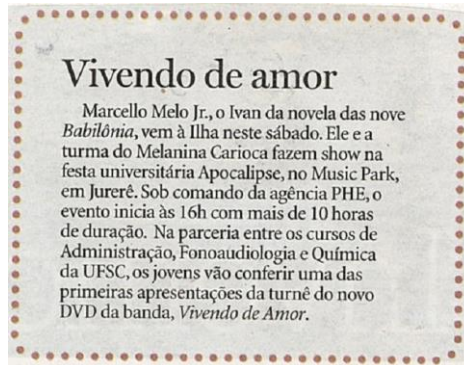 Vivendo de amor
Marcello Melo Jr., o Ivan da novela das nove
Babilônia, vem à Ilha neste sábado. Ele e a
turma do Melanina Carioca fazem show na
festa universitária Apocalipse, no Music Park,
em Jurerê. Sob comando da agência PHE, o
evento inicia às 16h com mais de 10 horas
de duração. Na parceria entre os cursos de
Administração, Fonoaudiologia e Química
da UFSC, os jovens vão conferir uma das
primeiras apresentações da turnê do novo
DVD da banda, Vivendo de Amor.